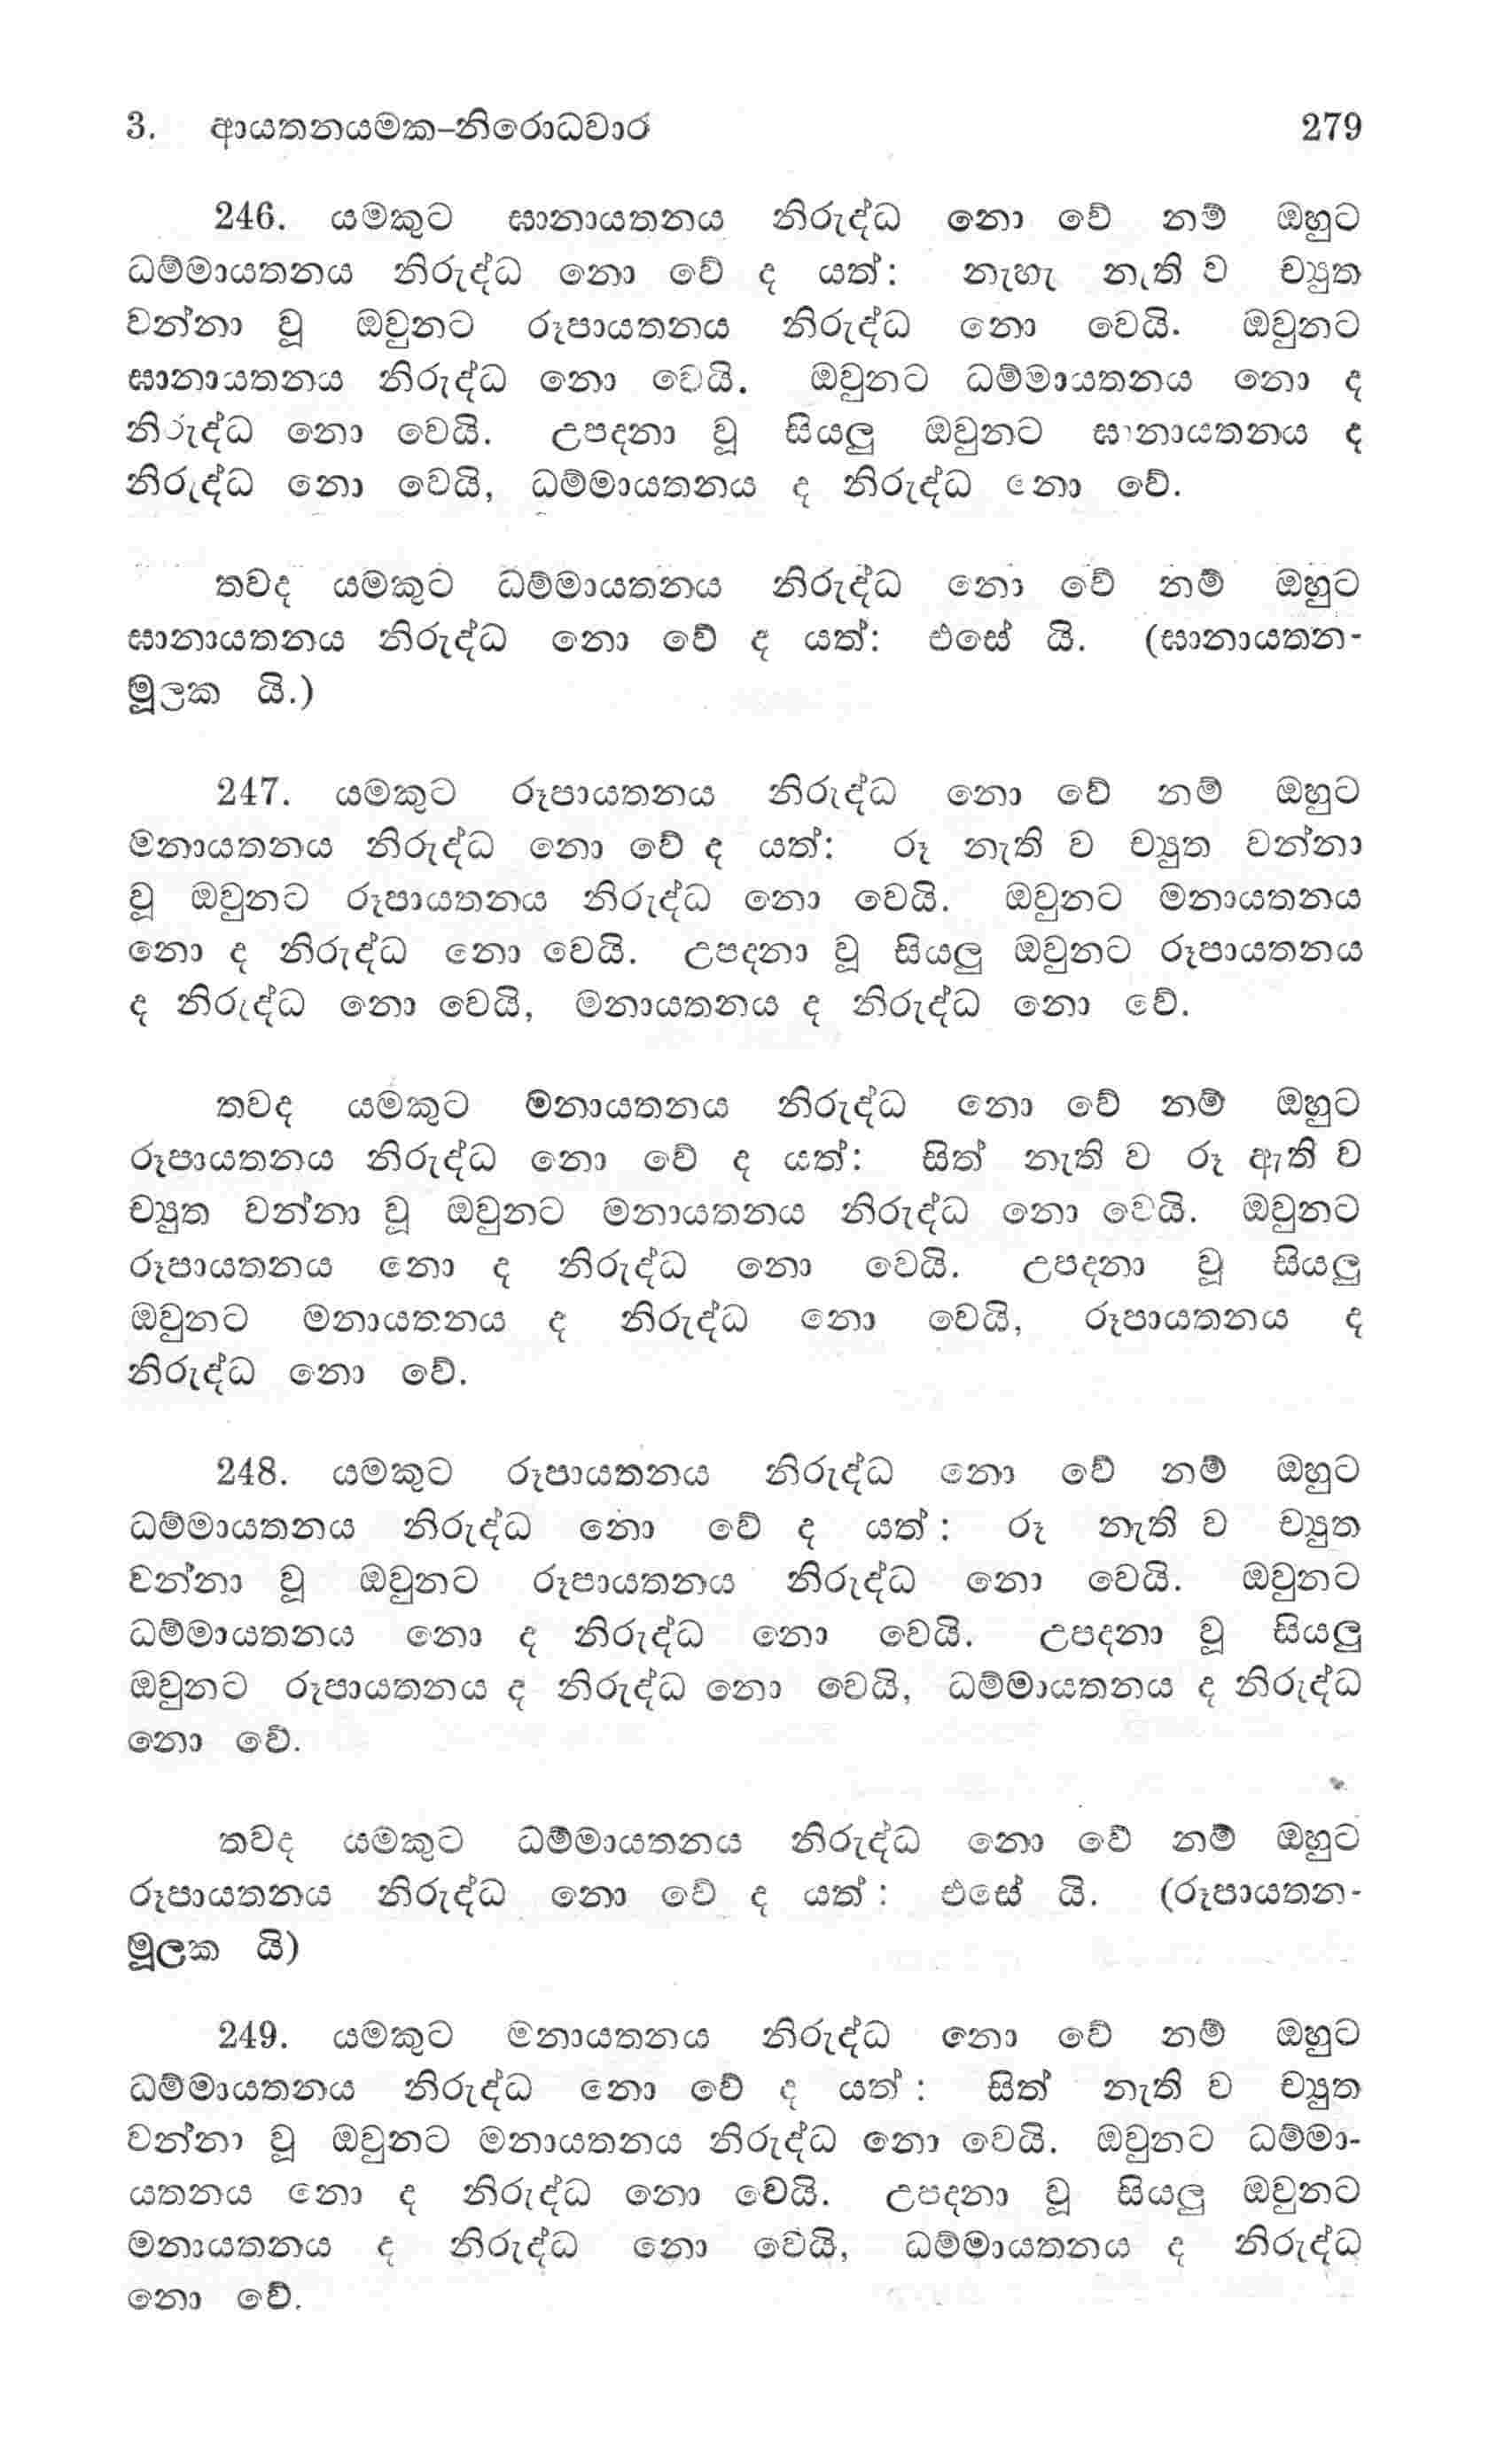 3. ආයතනයමක–නිරොධවාර 279
246. යමකුට ඝානායතනය නිරුද්ධ නො වේ නම් ඔහුට
ධම්මායතනය නිරුද්ධ නො වේ ද යත්: නැහැ නැති ව ච්‍යුත
වන්නා වූ ඔවුනට රූපායතනය නිරුද්ධ නො වෙයි. ඔවුනට
ඝානායතනය නිරුද්ධ නො වෙයි. ඔවුනට ධම්මායතනය නො ද
නිරුද්ධ නො වෙයි. උපදනා වූ සියලු ඔවුනට ඝානායතනය ද
නිරුද්ධ නො වෙයි, ධම්මායතනය ද නිරුද්ධ නො වේ.
තවද යමකුට ධම්මායතනය නිරුද්ධ නො වේ නම් ඔහුට
ඝානායතනය නිරුද්ධ නො වේ ද යත්: එසේ යි. (ඝානායතන-
මූලක යි.)
247. යමකුට රූපායතනය නිරුද්ධ නො වේ නම් ඔහුට
මනායතනය නිරුද්ධ නො වේ ද යත්: රූ නැති ව ච්‍යුත වන්නා
වූ ඔවුනට රූපායතනය නිරුද්ධ නො වෙයි. ඔවුනට මනායතනය
නො ද නිරුද්ධ නො වෙයි. උපදනා වූ සියලු ඔවුනට රූපායතනය
ද නිරුද්ධ නො වෙයි, මනායතනය ද නිරුද්ධ නො වේ.
තවද යමකුට මනායතනය නිරුද්ධ නො වේ නම් ඔහුට
රූපායතනය නිරුද්ධ නො වේ ද යත්: සිත් නැති ව රූ ඇති ව
ච්‍යුත වන්නා වූ ඔවුනට මනායතනය නිරුද්ධ නො වෙයි. ඔවුනට
රූපායතනය නො ද නිරුද්ධ නො වෙයි. උපදනා වූ සියලු
ඔවුනට මනායතනය ද නිරුද්ධ නො වෙයි, රූපායතනය ද
නිරුද්ධ නො වේ.
248. යමකුට රූපායතනය නිරුද්ධ නො වේ නම් ඔහුට
ධම්මායතනය නිරුද්ධ නො වේ ද යත්: රූ නැති ව ච්‍යුත
වන්නා වූ ඔවුනට රූපායතනය නිරුද්ධ නො වෙයි. ඔවුනට
ධම්මායතනය නො ද නිරුද්ධ නො වෙයි. උපදනා වූ සියලු
ඔවුනට රූපායතනය ද නිරුද්ධ නො වෙයි, ධම්මායතනය ද නිරුද්ධ
නො වේ.
තවද යමකුට ධම්මායතනය නිරුද්ධ නො වේ නම් ඔහුට
රූපායතනය නිරුද්ධ නො වේ ද යත්: එසේ යි. (රූපායතන-
මූලක යි)
249. යමකුට මනායතනය නිරුද්ධ නො වේ නම් ඔහුට
ධම්මායතනය නිරුද්ධ නො වේ ද යත්: සිත් නැති ව ච්‍යුත
වන්නා වූ ඔවුනට මනායතනය නිරුද්ධ නො වෙයි. ඔවුනට ධම්මා-
යතනය නො ද නිරුද්ධ නො වෙයි. උපදනා වූ සියලු ඔවුනට
මනායතනය ද නිරුද්ධ නො වෙයි, ධම්මායතනය ද නිරුද්ධ
නො වේ.